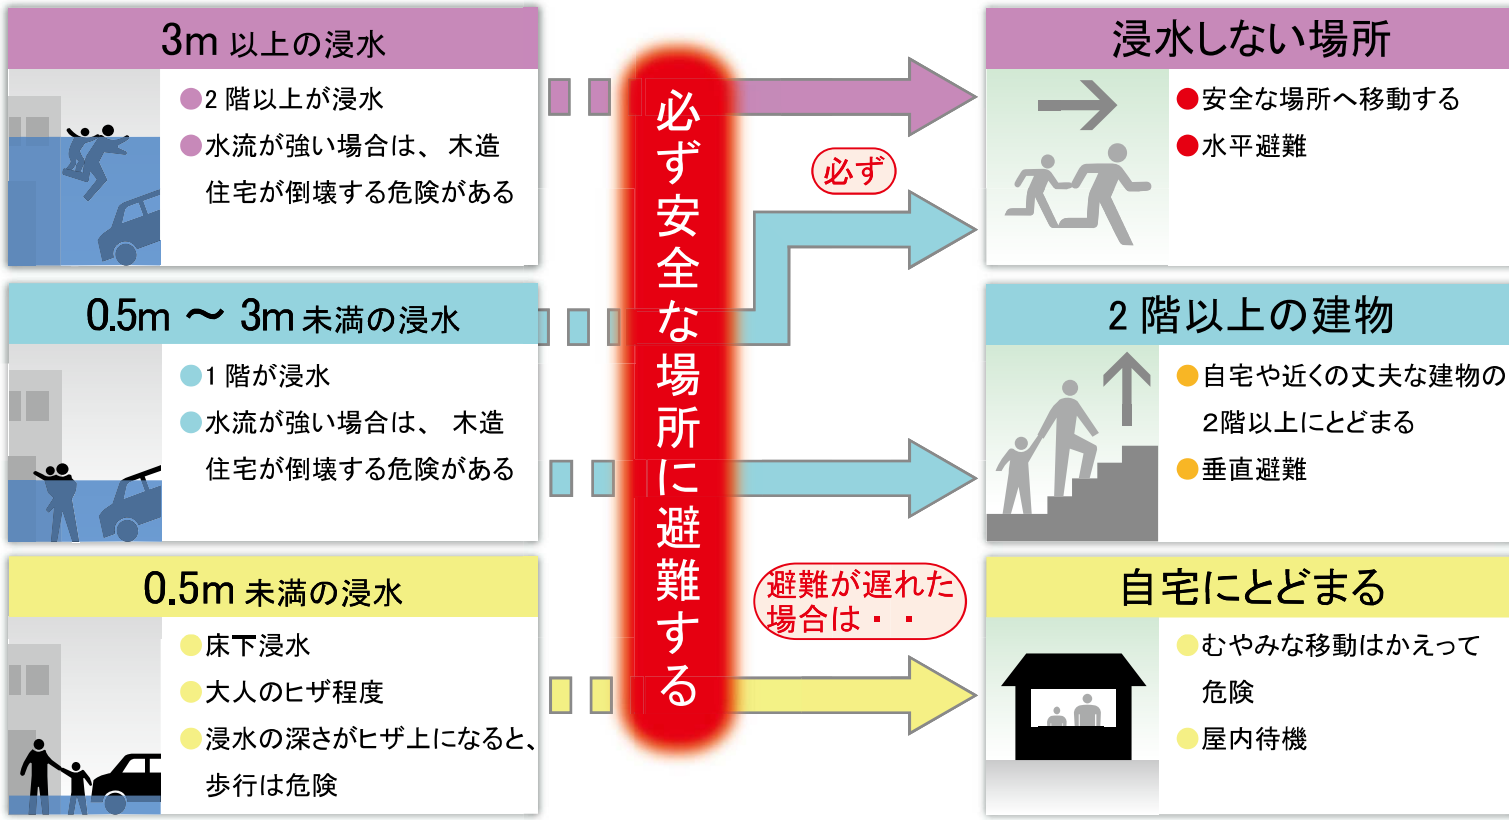 3m 以上の浸水
●2 階以上が浸水
●水流が強い場合は、 木造
住宅が倒壊する危険がある
0.5m ～ 3m 未満の浸水
●1 階が浸水
●水流が強い場合は、 木造
住宅が倒壊する危険がある
0.5m 未満の浸水
●床下浸水
●大人のヒザ程度
●浸水の深さがヒザ上になると、
歩行は危険
必ず安全な場所に避難する
必ず
避難が遅れた
場合は・・
浸水しない場所
●安全な場所へ移動する
●水平避難
2 階以上の建物
●自宅や近くの丈夫な建物の
２階以上にとどまる
●垂直避難
自宅にとどまる
●むやみな移動はかえって
危険
●屋内待機